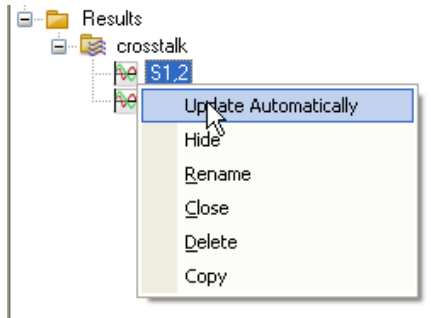 Results
crosstalk
S1,2
Update Automatically
Hide
Rename
Close
Delete
Copy